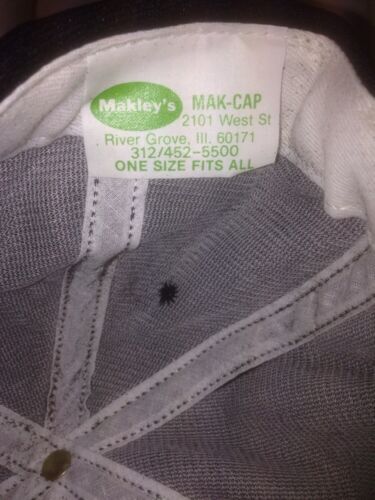 Makley's MAK-CAP
2101 West St
River Grove, Ill. 60171
312/452-5500
ONE SIZE FITS ALL